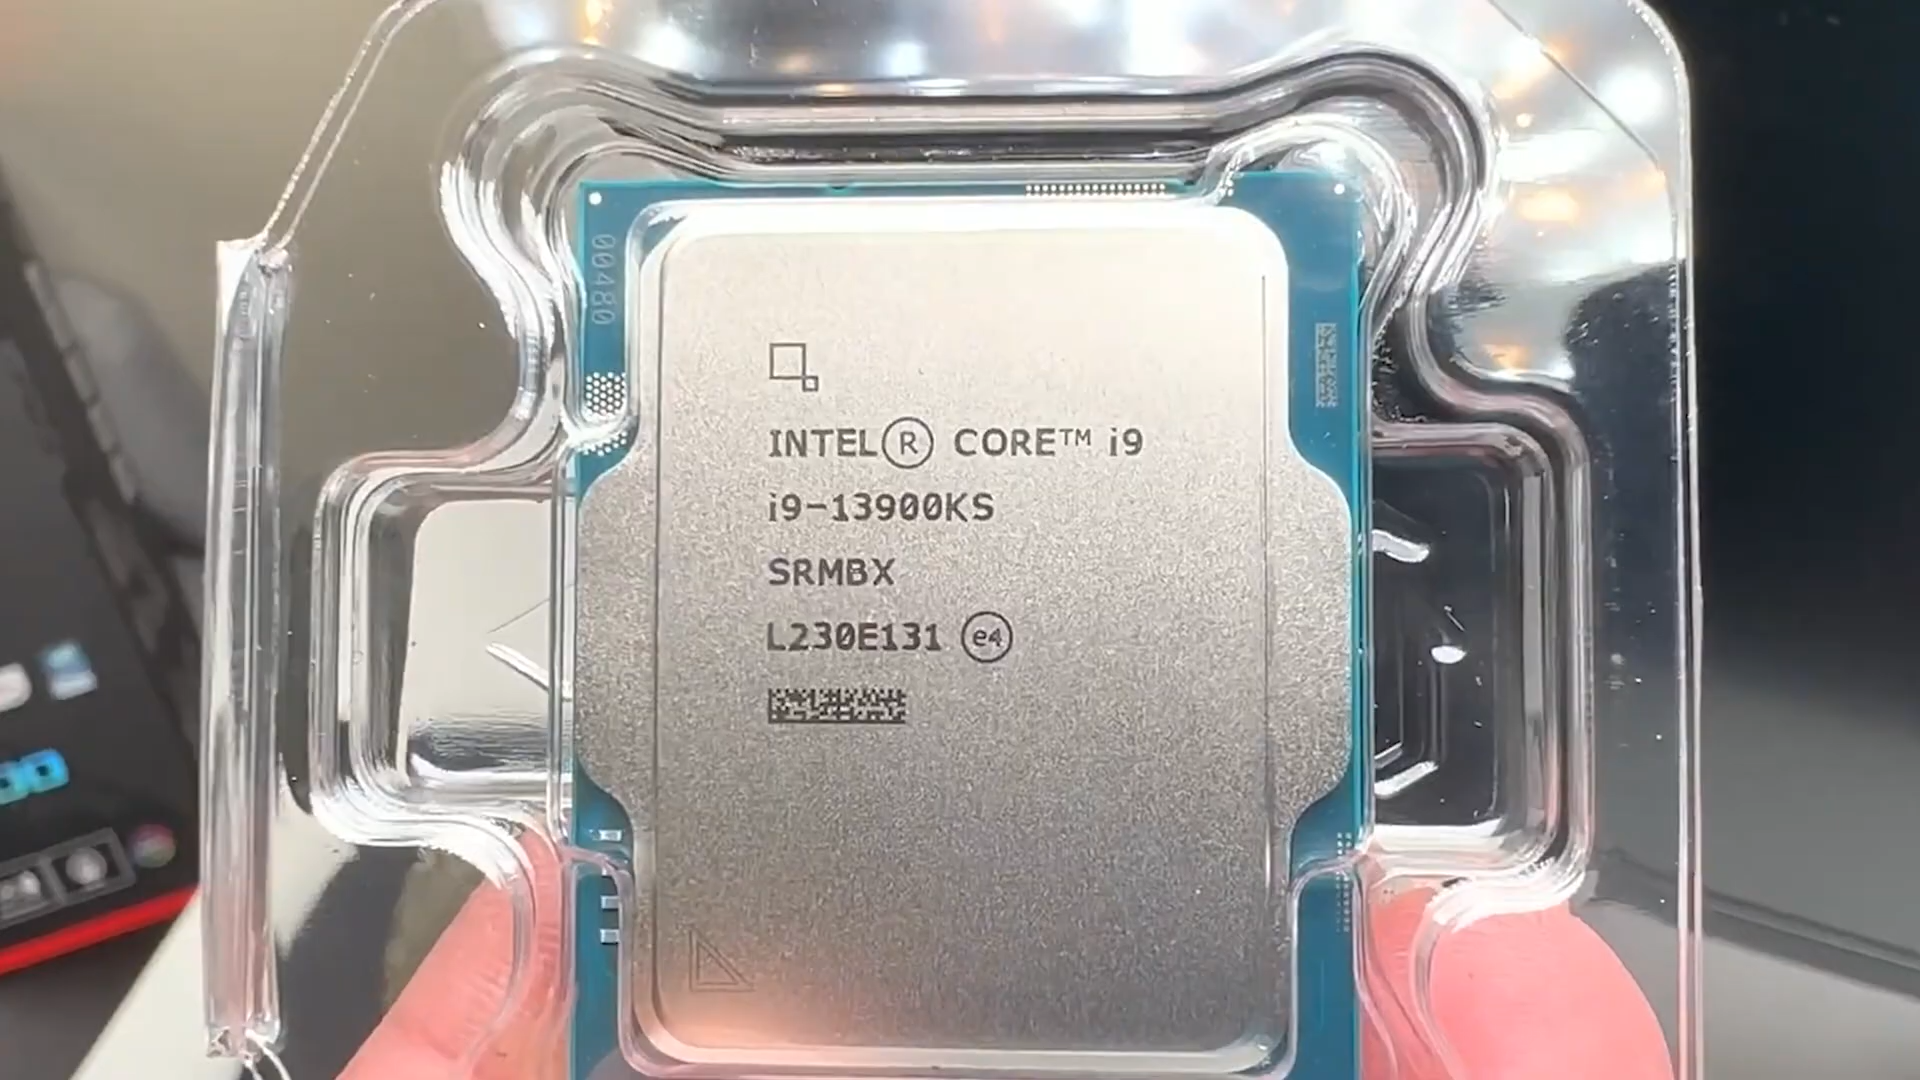 00480
INTEL® CORE™ i9
i9-13900KS
SRMBX
L230E131 e4